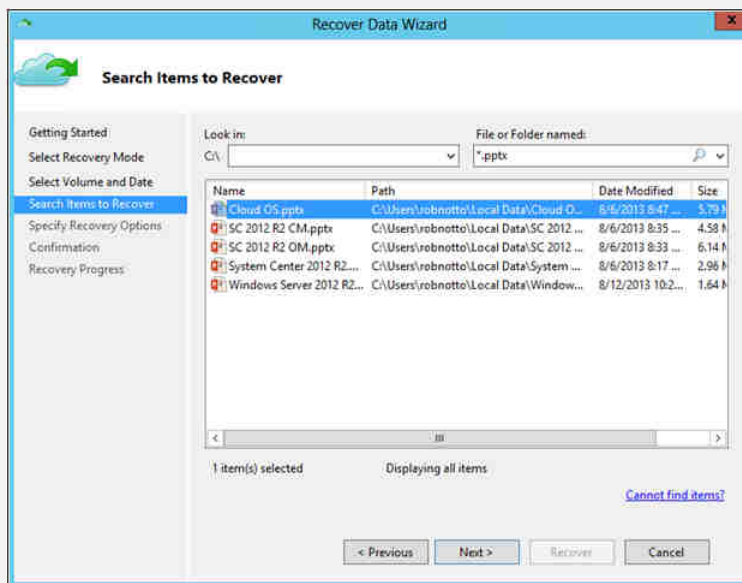 Recover Data Wizard
x
Search Items to Recover
Getting Started
Select Recovery Mode
Select Volume and Date
Search Items to Recover
Specify Recovery Options
Confirmation
Recovery Progress
Look in: File or Folder named:
C:\ *.pptx
Name Path Date Modified Size
Cloud OS.pptx C:\Users\robnotto\Local Data\Cloud O... 6/6/2013 8:47 ... 5.79 M
SC 2012 R2 CM.pptx C:\Users\robnotto\Local Data\SC 2012 ... 8/6/2013 8:35 ... 4.58 M
SC 2012 R2 OM.pptx C:\Users\robnotto\Local Data\SC 2012 ... 8/6/2013 8:33 ... 6.14 M
System Center 2012 R2.... C:\Users\robnotto\Local Data\System ... 8/6/2013 8:17 ... 2.96 M
Windows Server 2012 R2... C:\Users\robnotto\Local Data\Window... 8/12/2013 10:2... 1.64 M
1 item(s) selected Displaying all items
Cannot find items?
< Previous Next > Recover Cancel